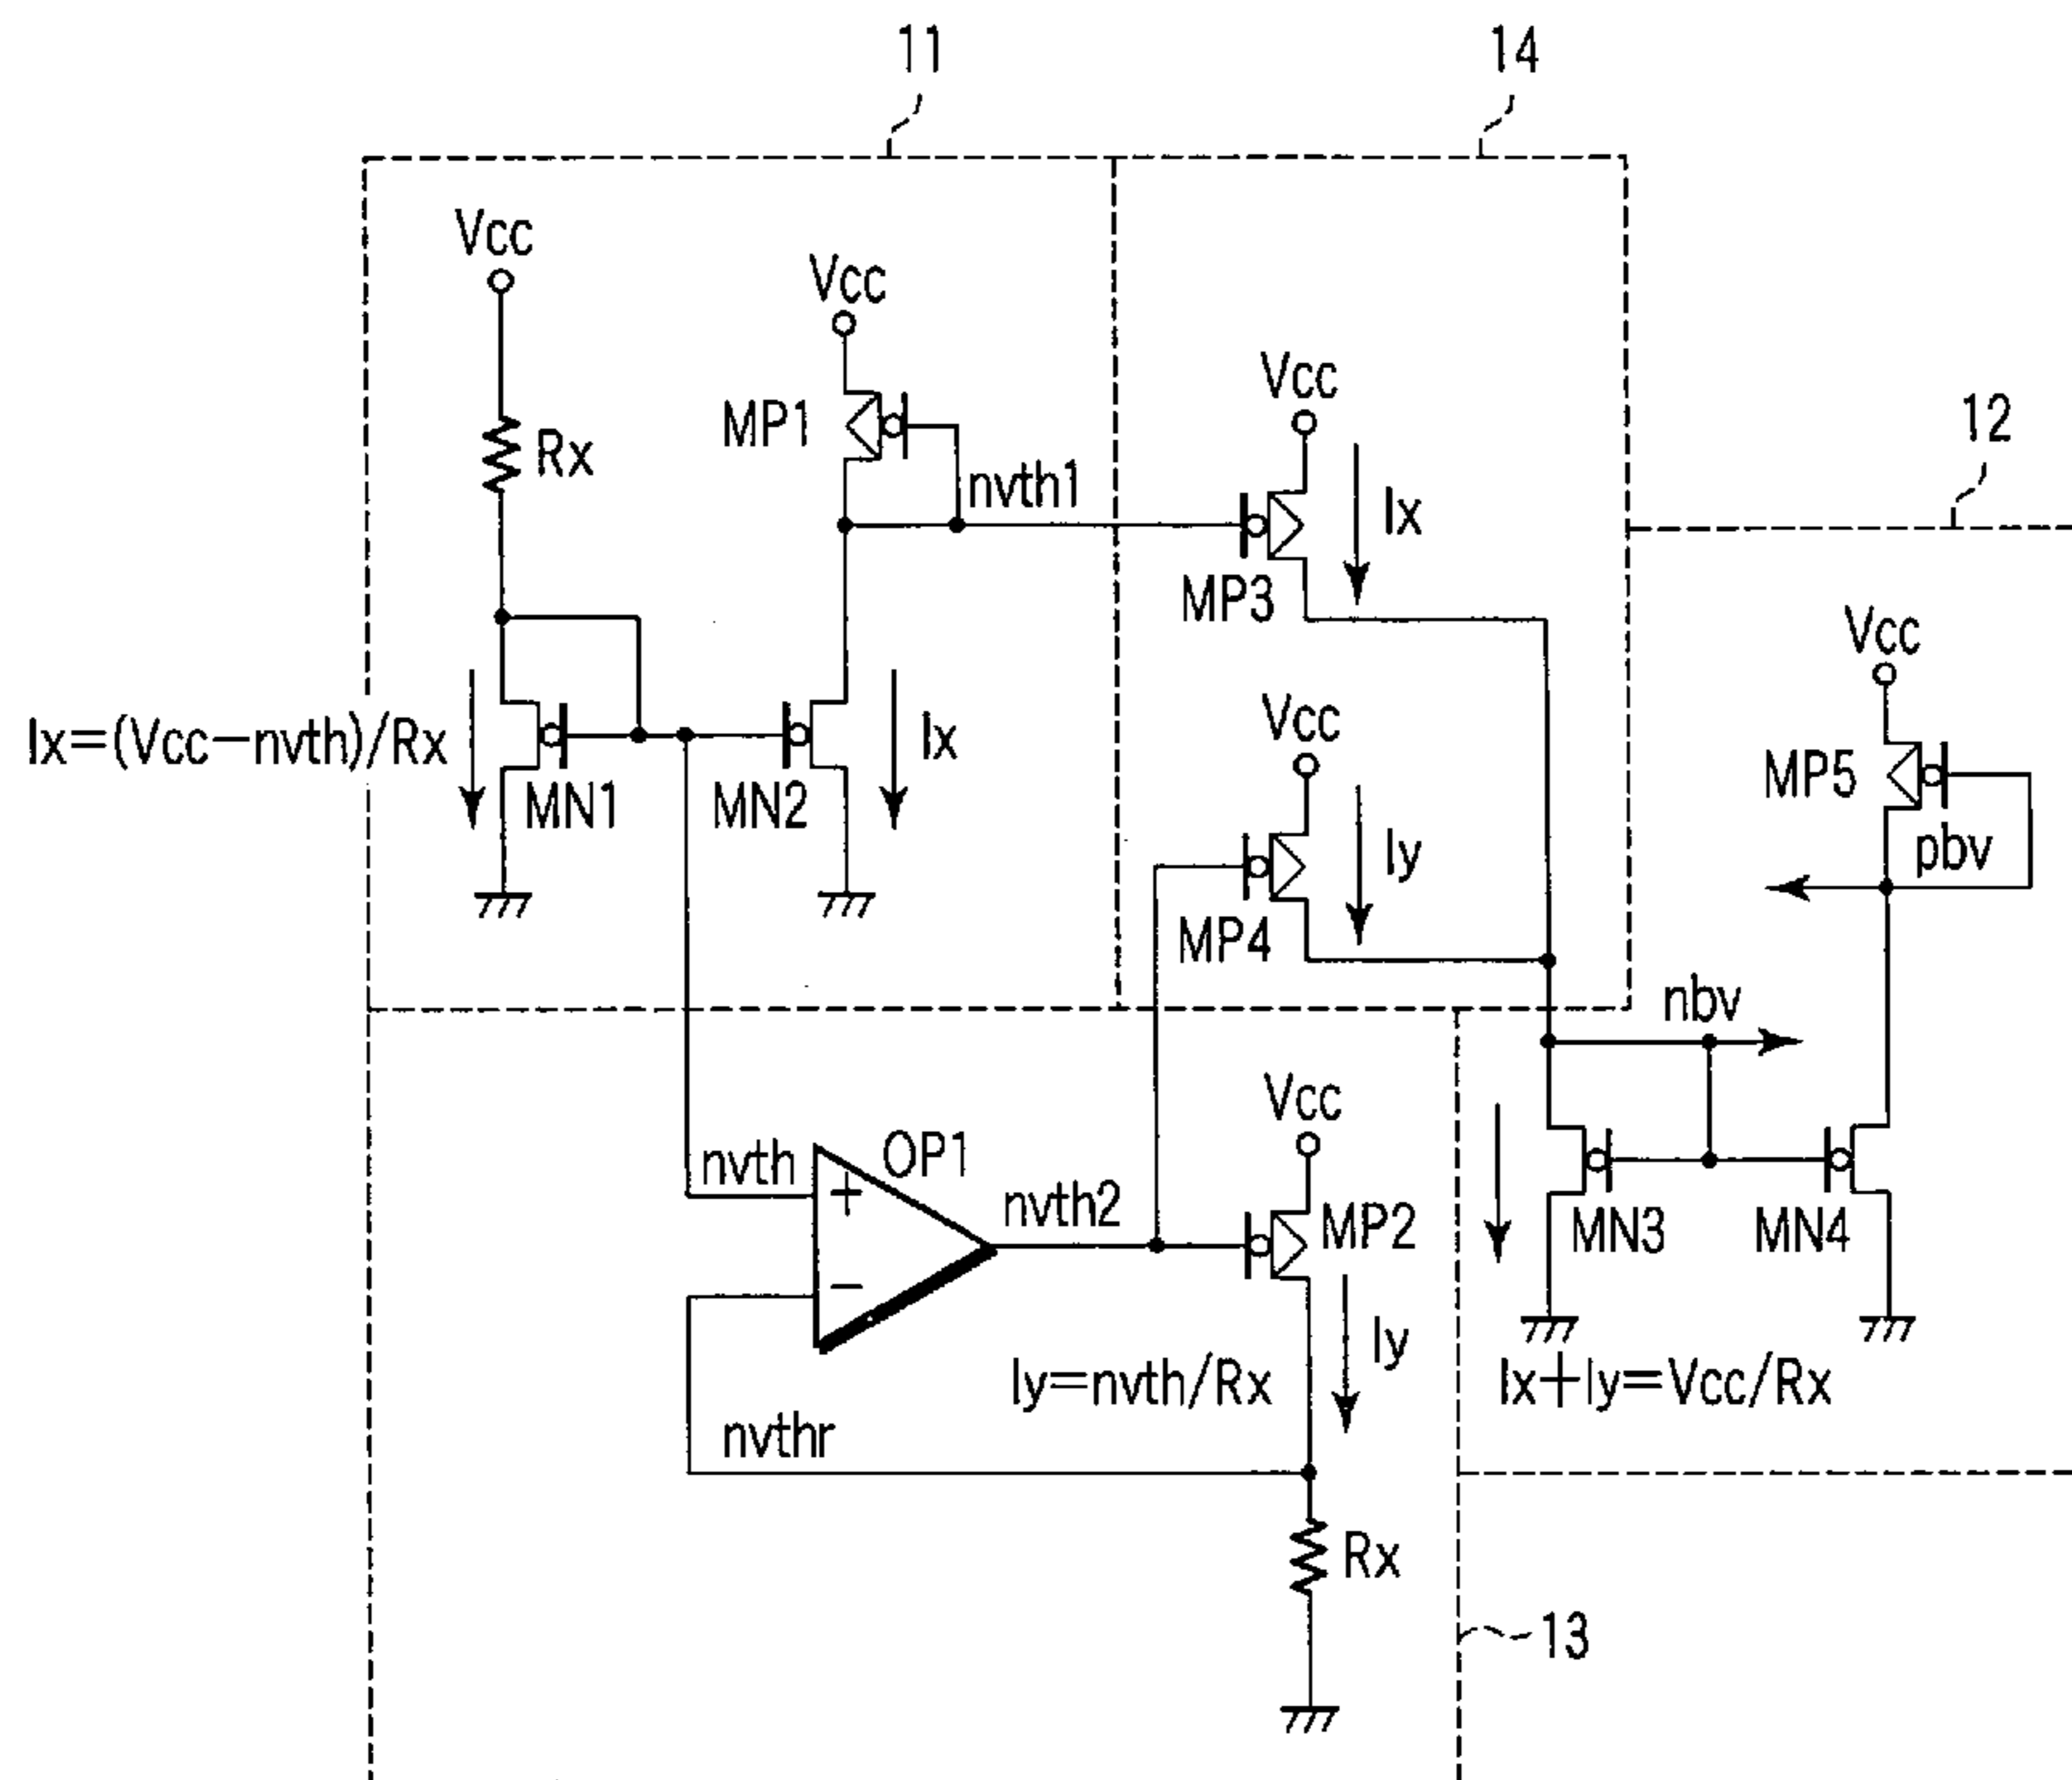 11
14
Vcc
Vcc
Vcc
12
MP1
Rx
nvth1
Ix
MP3
Vcc
Vcc
Ix=(Vcc−nvth)/Rx
Ix
MN1
MN2
MP5
Iy
pbv
MP4
nbv
Vcc
nvth
OP1
nvth2
MP2
MN3
MN4
Iy
Iy=nvth/Rx
Ix+Iy=Vcc/Rx
nvthr
Rx
13